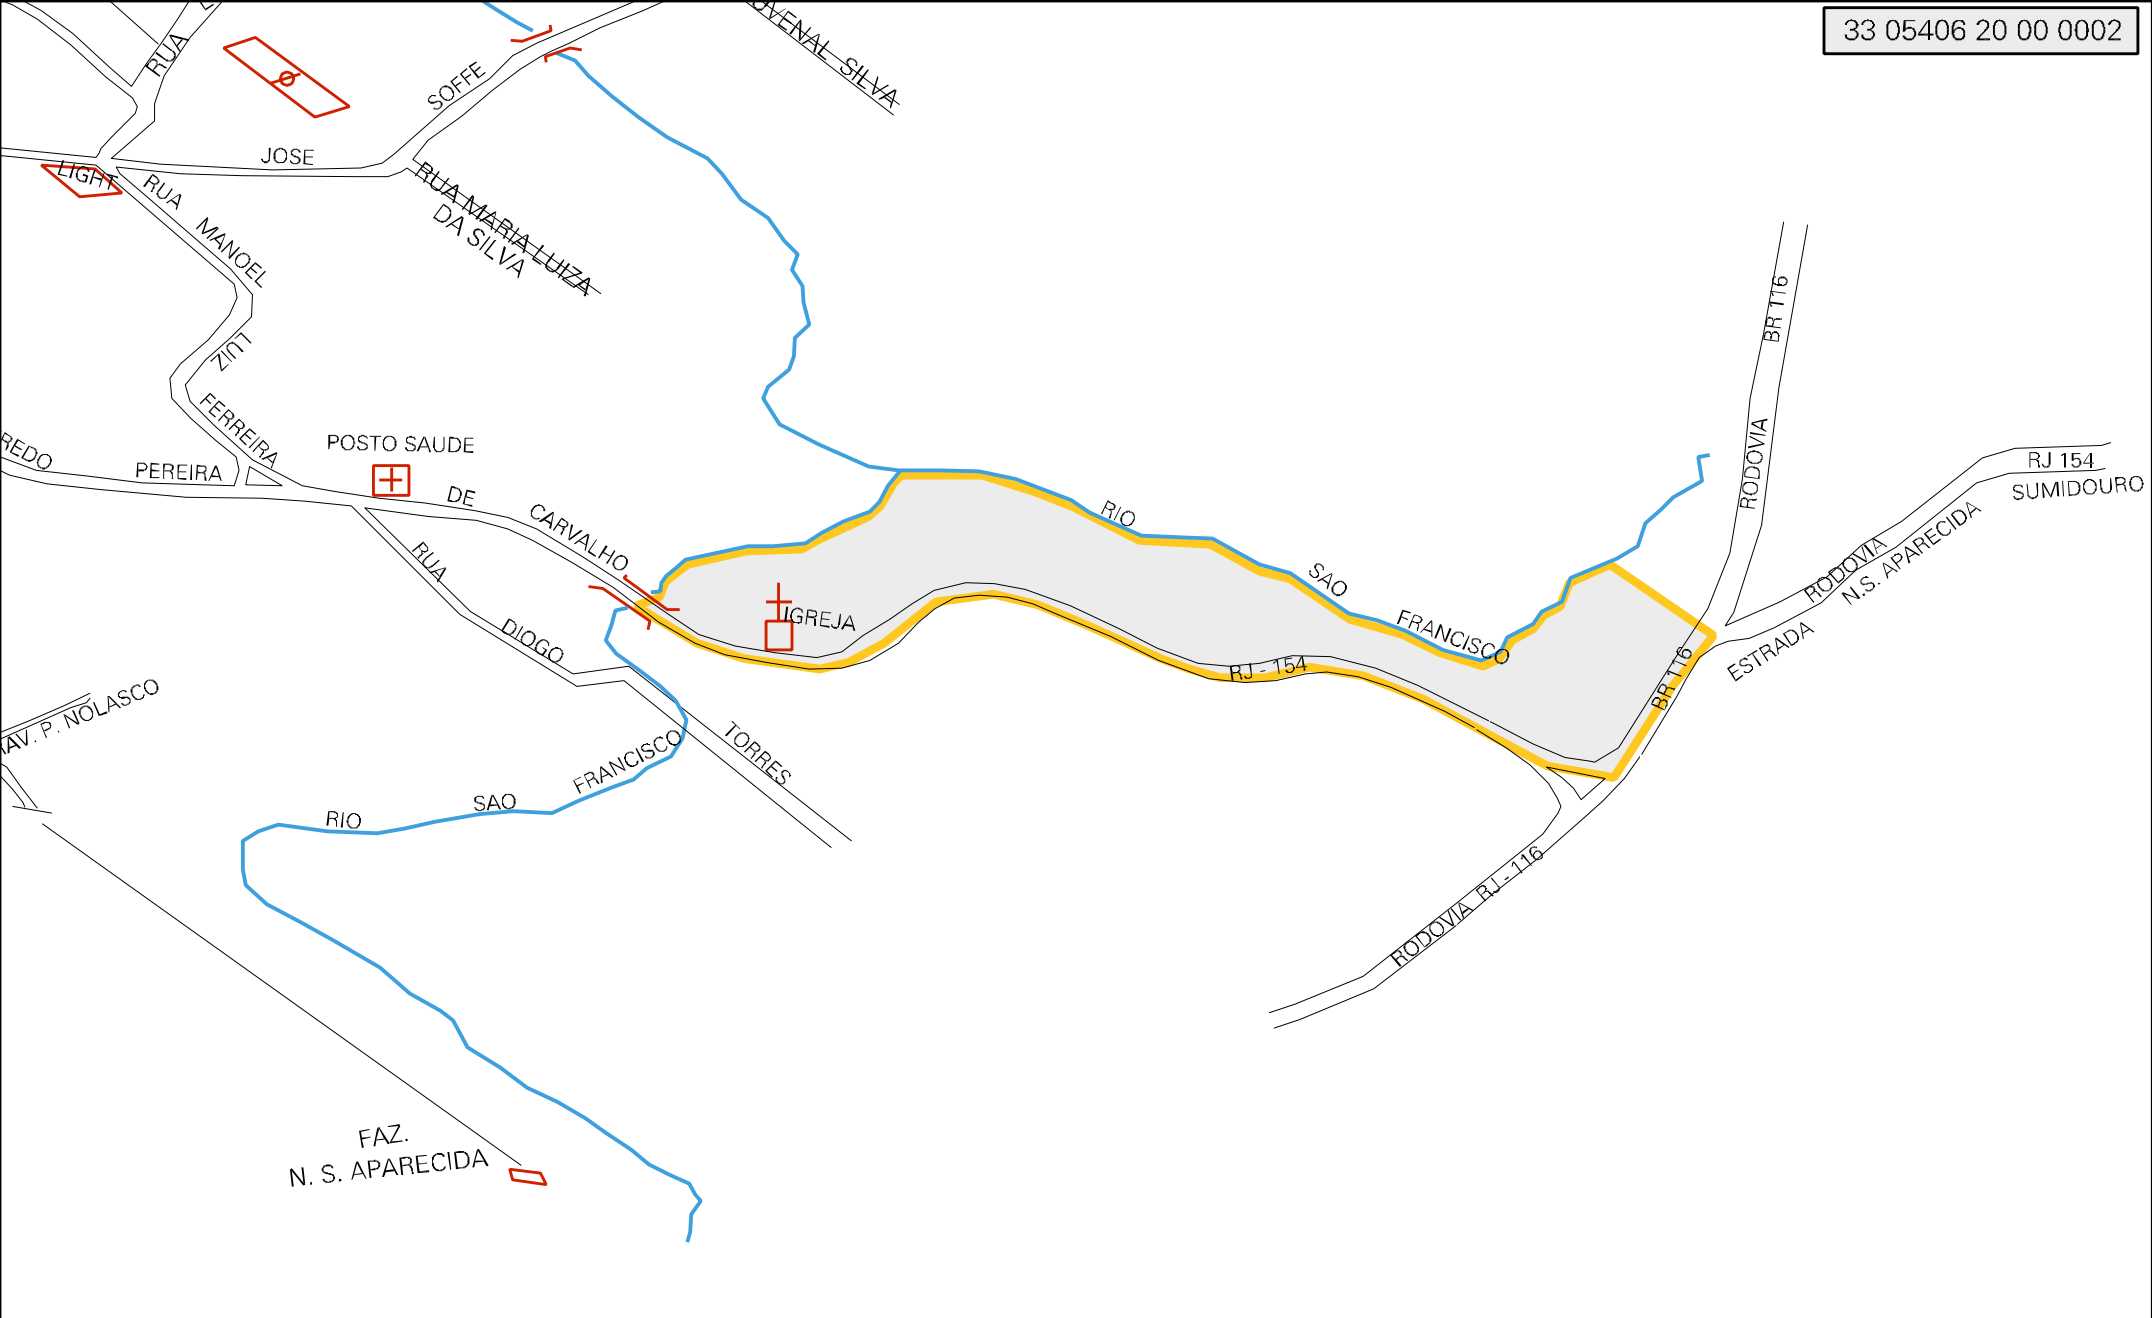 33 05406 20 00 0002
RUA
SILVA
SOFFE
JOSE
LIGHT
RUA
MANOEL
LUIZ
FERREIRA
RUA MARIA LUIZA
DA SILVA
BR 116
RODOVIA
POSTO SAUDE
PEREIRA
DE
CARVALHO
RUA
DIOGO
TORRES
RIO
SAO
FRANCISCO
IGREJA
RJ - 154
BR 116
RJ 154
SUMIDOURO
RODOVIA
N.S. APARECIDA
ESTRADA
AV. P. NOLASCO
RIO
SAO
FRANCISCO
RODOVIA RJ - 116
FAZ.
N. S. APARECIDA